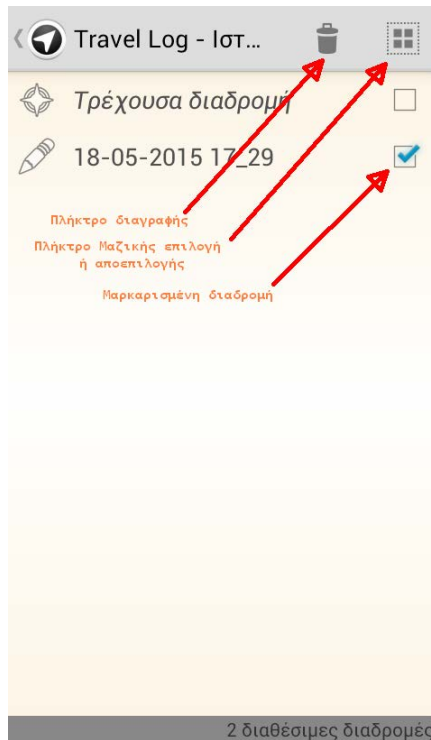 Travel Log - Ιστ...
Τρέχουσα διαδρομή
18-05-2015 17_29
Πλήκτρο διαγραφής
Πλήκτρο Μαζικής επιλογή
ή αποεπιλογής
Μαρκαρισμένη διαδρομή
2 διαθέσιμες διαδρομές